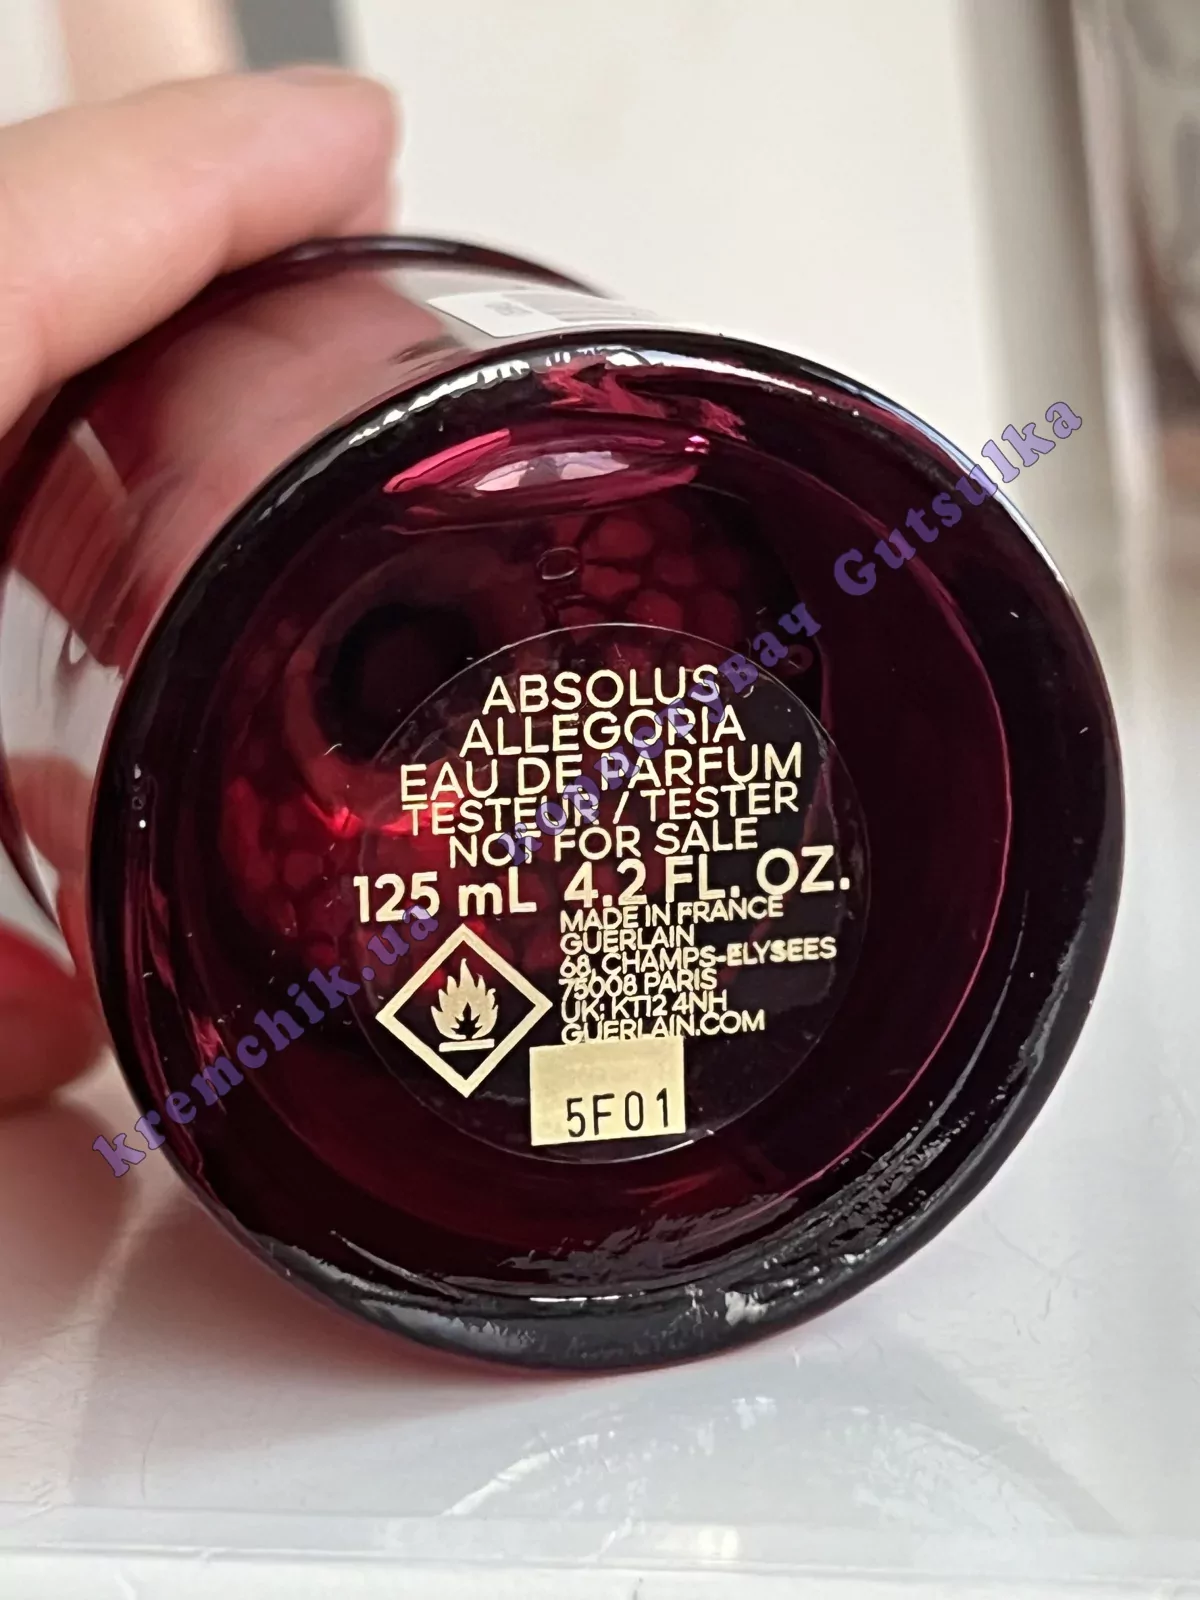 ABSOLUS
ALLEGORIA
EAU DE PARFUM
TESTEUR / TESTER
NOT FOR SALE
125 mL 4.2 FL. OZ.
MADE IN FRANCE
GUERLAIN
68, CHAMPS-ELYSEES
75008 PARIS
UK: KT12 4NH
GUERLAIN.COM
5F01
kremchik.ua користувач Gutsulka